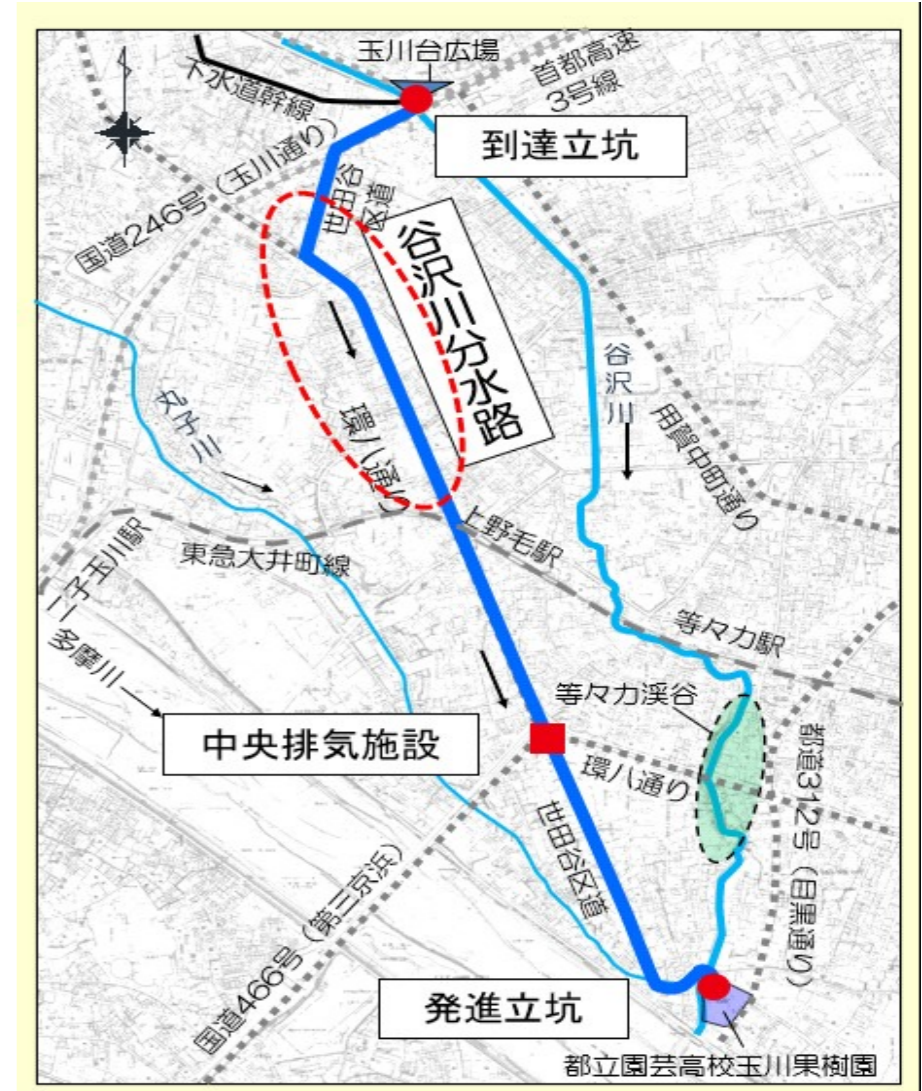 玉川台広場
首都高速
3号線
下水道幹線
到達立坑
国道246号（玉川通り）
世田谷
区道
谷沢川分水路
谷沢川
用賀中町通り
環八通り
丸子川
上野毛駅
東急大井町線
二子玉川駅
多摩川
等々力駅
等々力渓谷
中央排気施設
環八通り
都道312号（目黒通り）
世田谷区道
国道466号（第三京浜）
発進立坑
都立園芸高校玉川果樹園